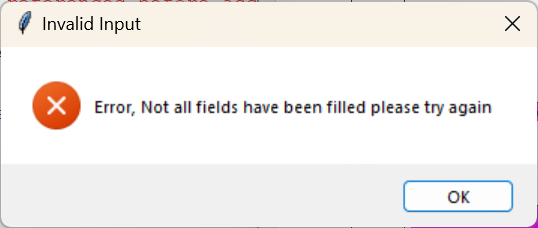 Invalid Input
Error, Not all fields have been filled please try again
OK